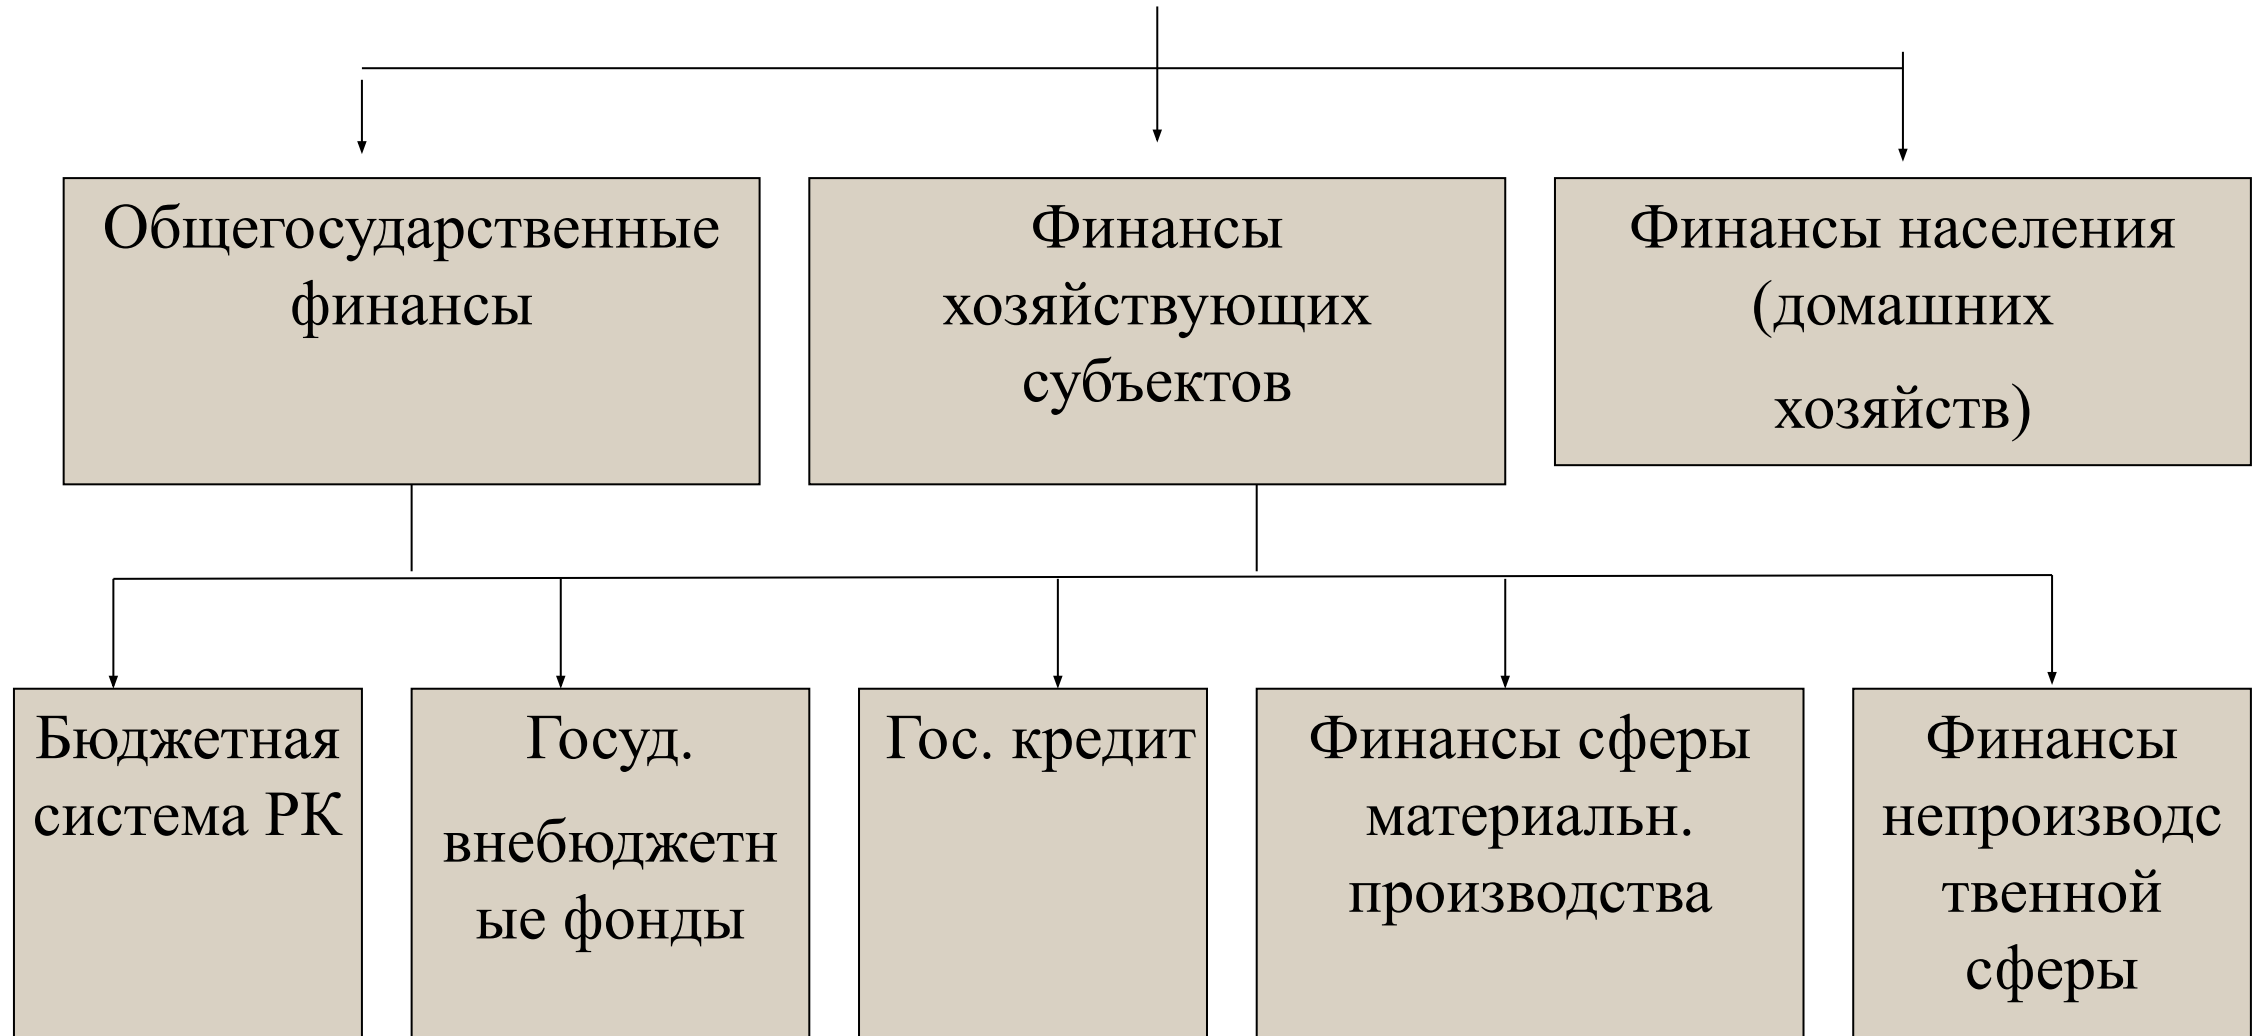 Общегосударственные
финансы
Финансы
хозяйствующих
субъектов
Финансы населения
(домашних
хозяйств)
Бюджетная
система РК
Госуд.
внебюджетн
ые фонды
Гос. кредит
Финансы сферы
материальн.
производства
Финансы
непроизводс
твенной
сферы